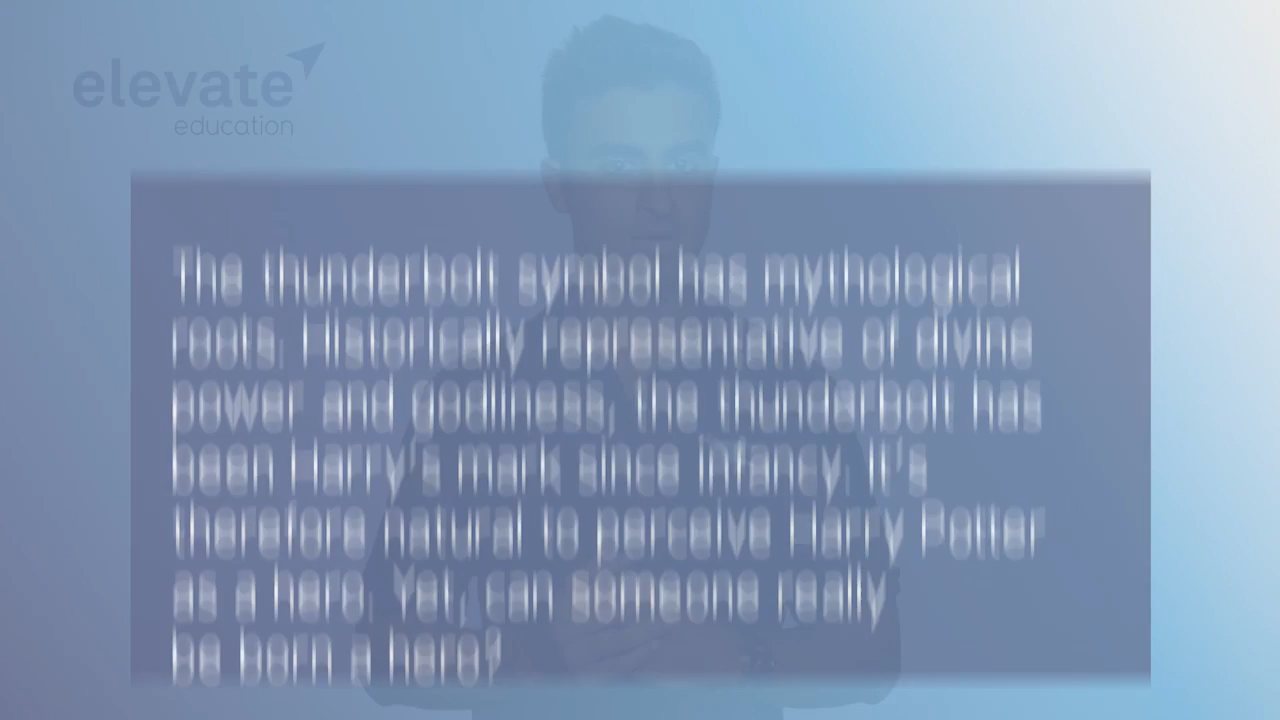 elevate
education
The thunderbolt symbol has mythological
roots. Historically representative of divine
power and godliness, the thunderbolt has
been Harry's mark since infancy. It's
therefore natural to perceive Harry Potter
as a hero. Yet, can someone really
be born a hero?